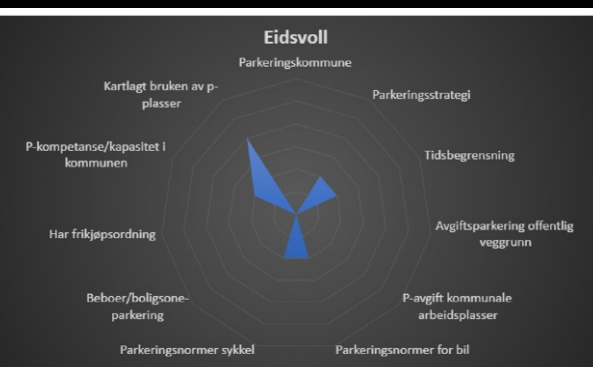 Eidsvoll
Parkeringskommune
Parkeringsstrategi
Tidsbegrensning
Avgiftsparkering offentlig
veggrunn
P-avgift kommunale
arbeidsplasser
Parkeringsnormer for bil
Parkeringsnormer sykkel
Beboer/boligsone-
parkering
Har frikjøpsordning
P-kompetanse/kapasitet i
kommunen
Kartlagt bruken av p-
plasser